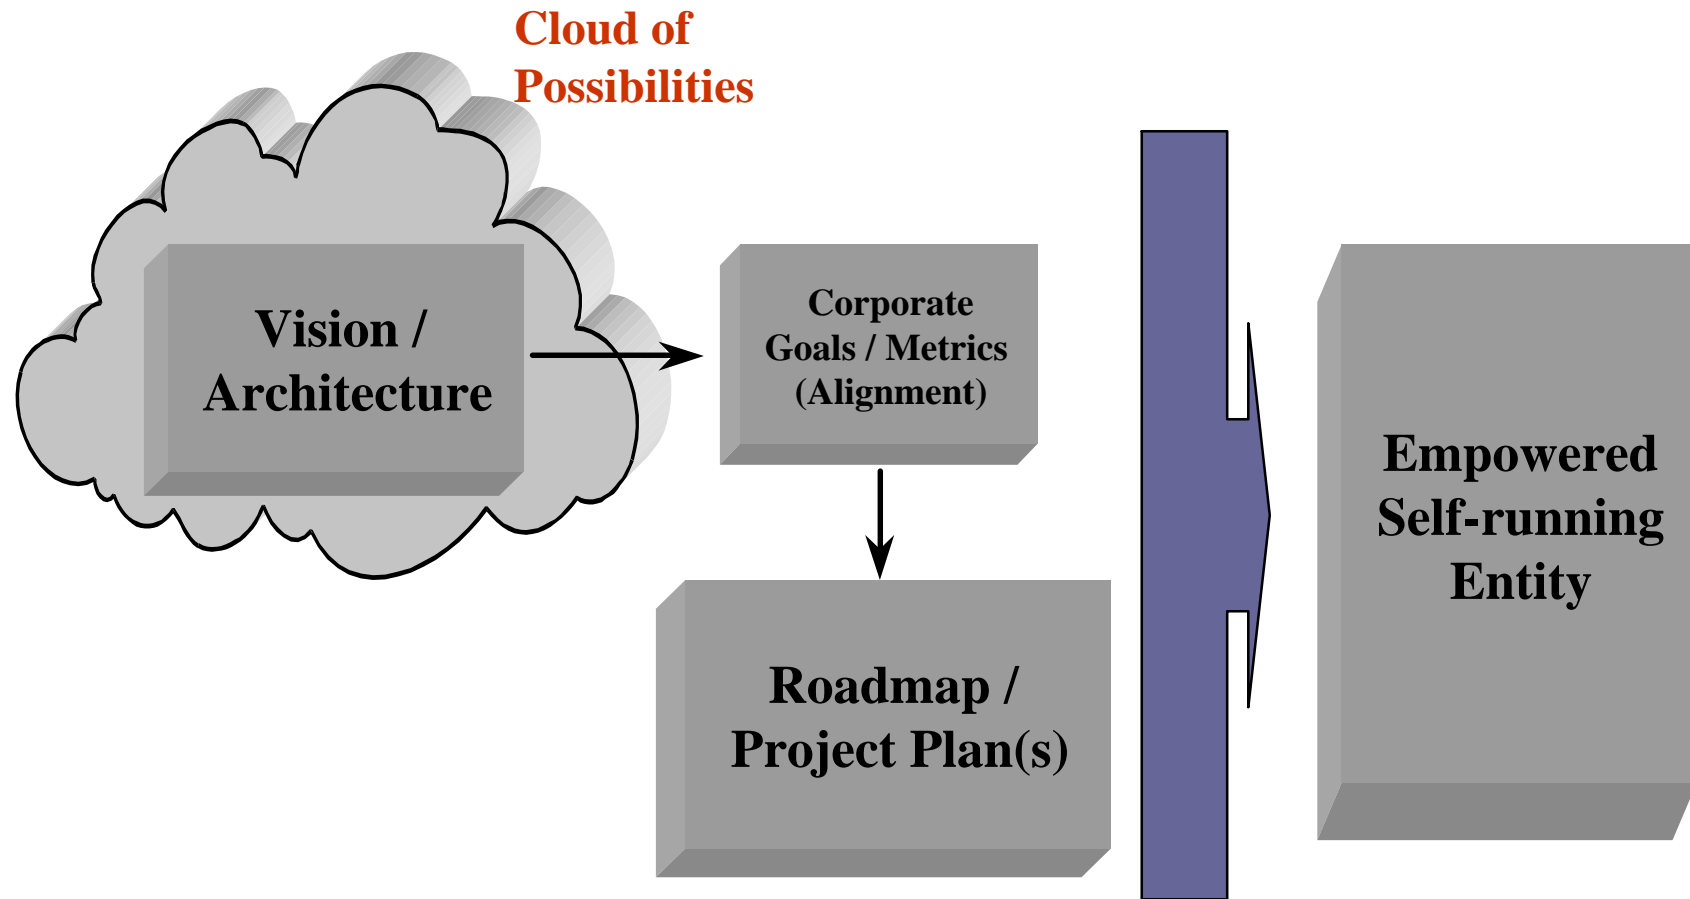 Cloud of
Possibilities
Vision /
Architecture
Corporate
Goals / Metrics
(Alignment)
Roadmap /
Project Plan(s)
Empowered
Self-running
Entity